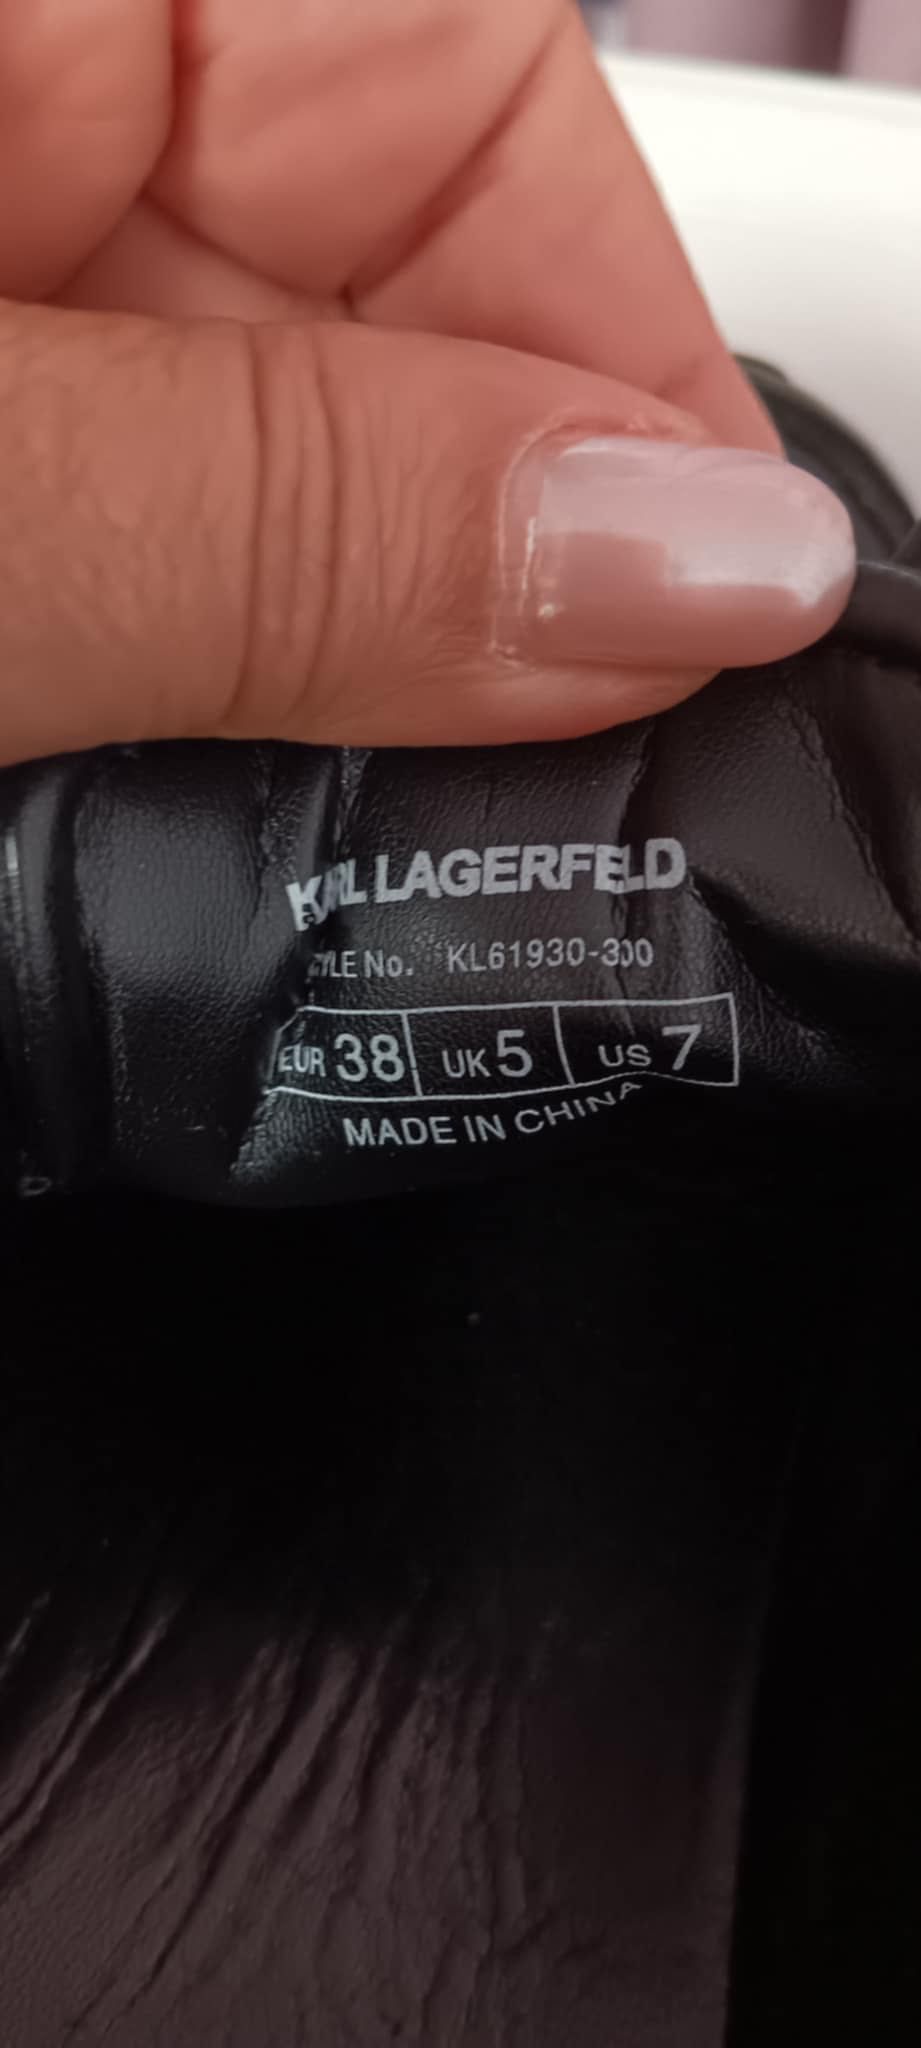 KARL LAGERFELD
STYLE No. KL61930-300
EUR 38 UK 5 US 7
MADE IN CHINA